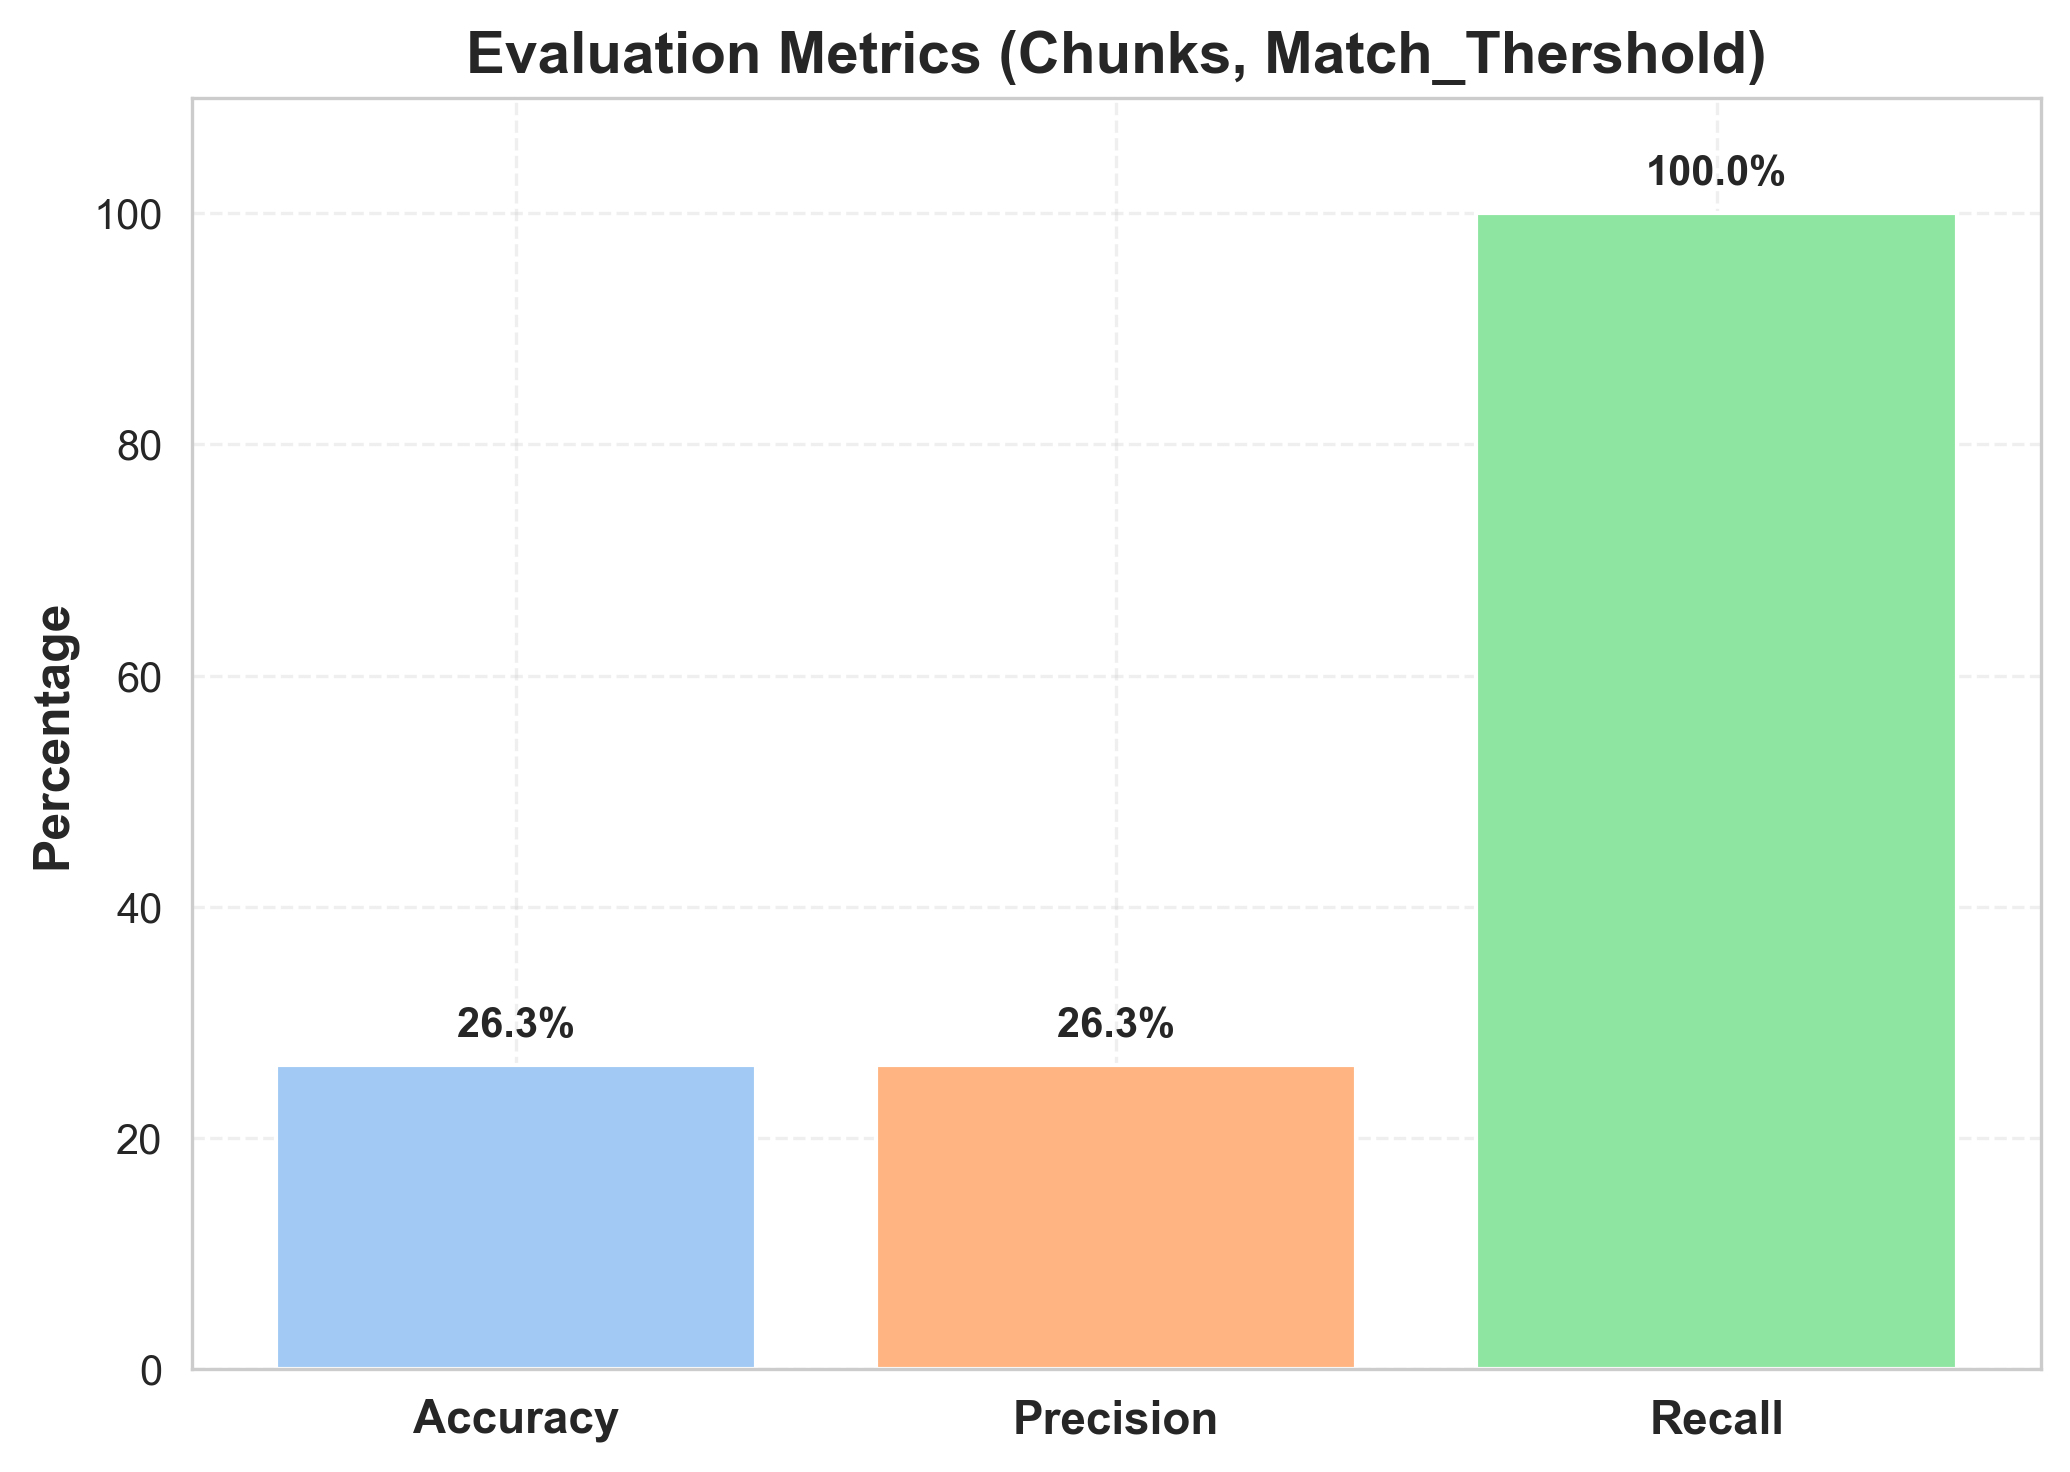 Evaluation Metrics (Chunks, Match_Thershold)
100.0%
100
80
60
40
26.3%
26.3%
20
0
Percentage
Accuracy
Precision
Recall